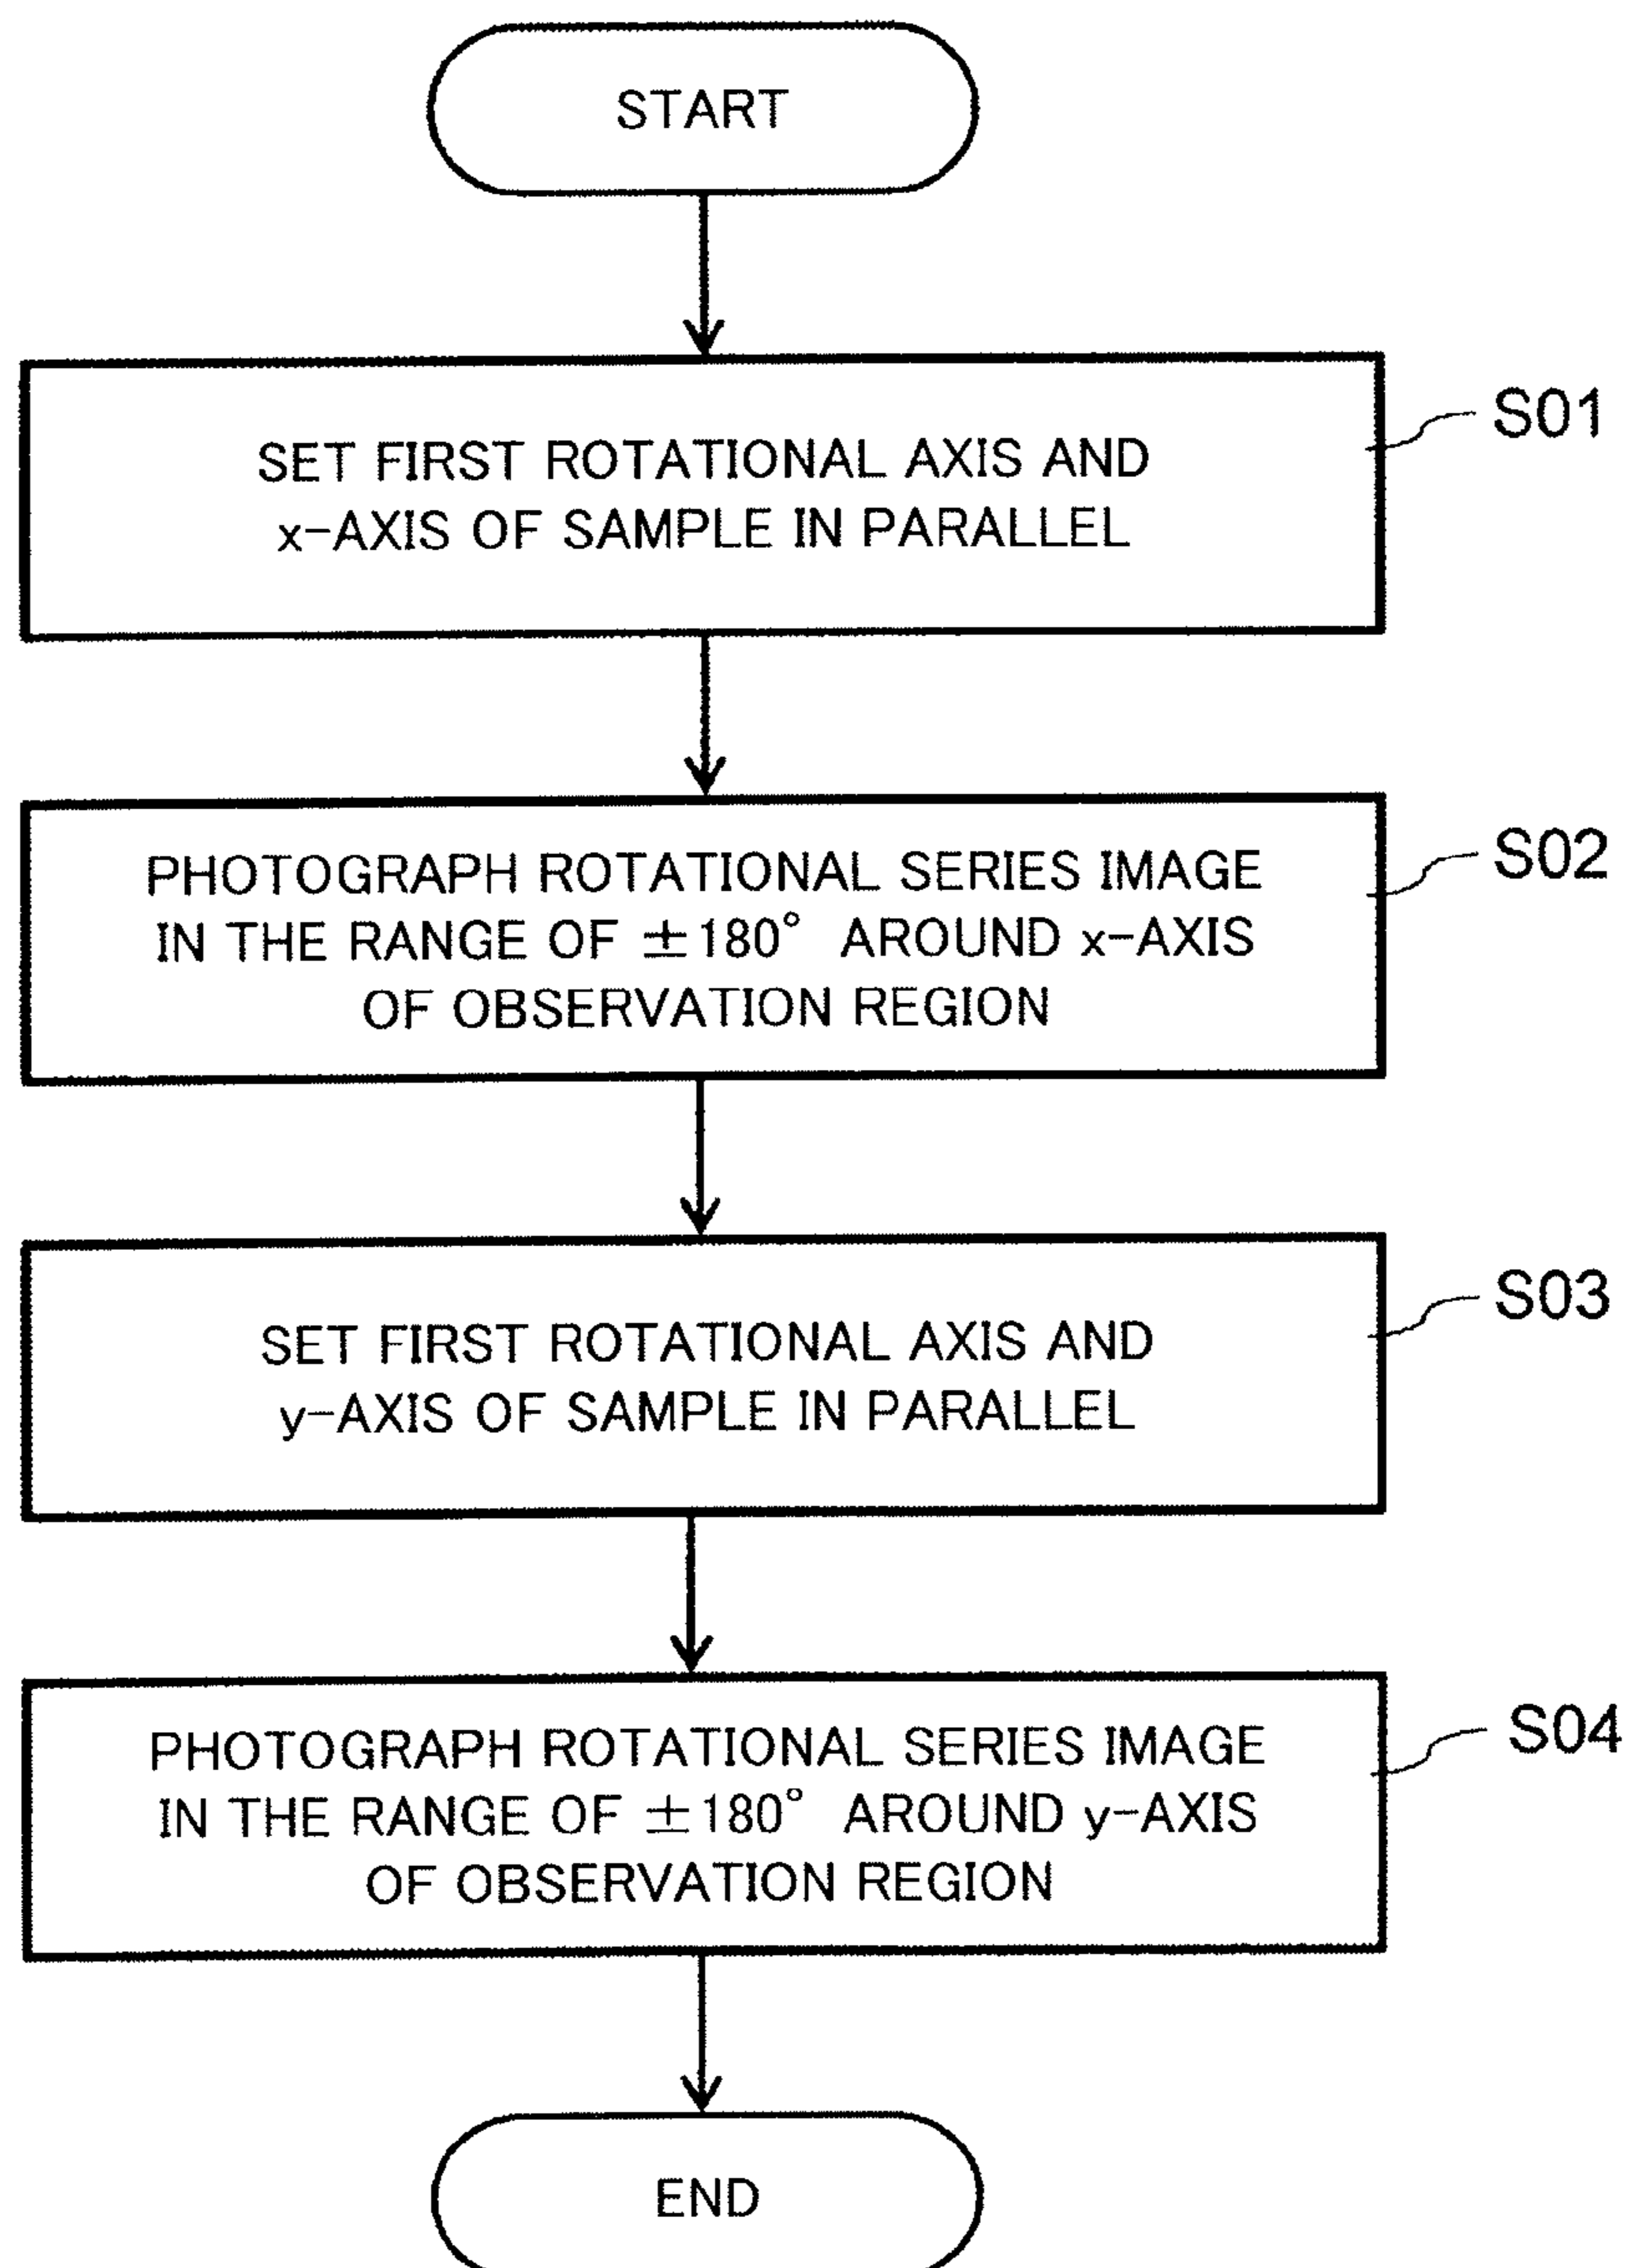 START
SET FIRST ROTATIONAL AXIS AND
x-AXIS OF SAMPLE IN PARALLEL
S01
PHOTOGRAPH ROTATIONAL SERIES IMAGE
IN THE RANGE OF ±180° AROUND x-AXIS
OF OBSERVATION REGION
S02
SET FIRST ROTATIONAL AXIS AND
y-AXIS OF SAMPLE IN PARALLEL
S03
PHOTOGRAPH ROTATIONAL SERIES IMAGE
IN THE RANGE OF ±180° AROUND y-AXIS
OF OBSERVATION REGION
S04
END